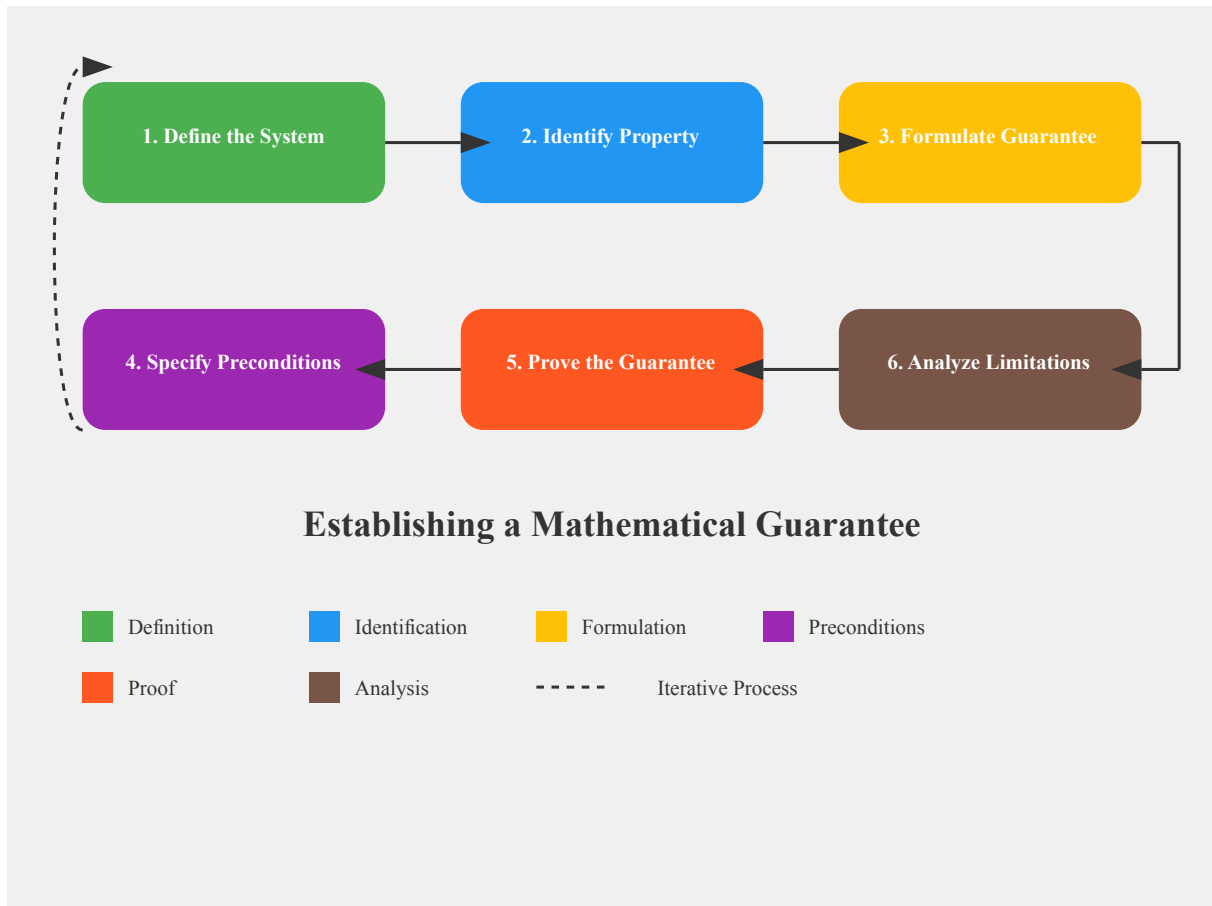 1. Define the System
2. Identify Property
3. Formulate Guarantee
4. Specify Preconditions
5. Prove the Guarantee
6. Analyze Limitations
Establishing a Mathematical Guarantee
Definition
Identification
Formulation
Preconditions
Proof
Analysis
Iterative Process